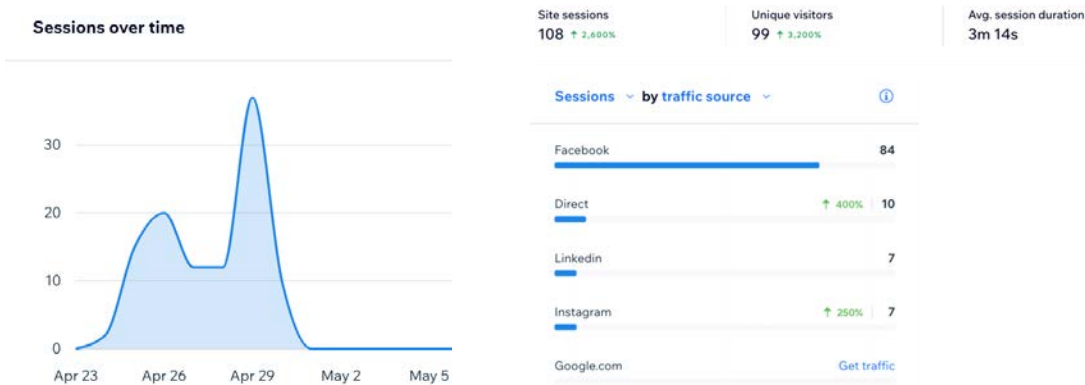 Sessions over time
30
20
10
0
Apr 23 Apr 26 Apr 29 May 2 May 5
Site sessions
108 ↑ 2,600%
Unique visitors
99 ↑ 3,200%
Avg. session duration
3m 14s
Sessions by traffic source
Facebook 84
Direct ↑ 400% 10
Linkedin 7
Instagram ↑ 250% 7
Google.com Get traffic